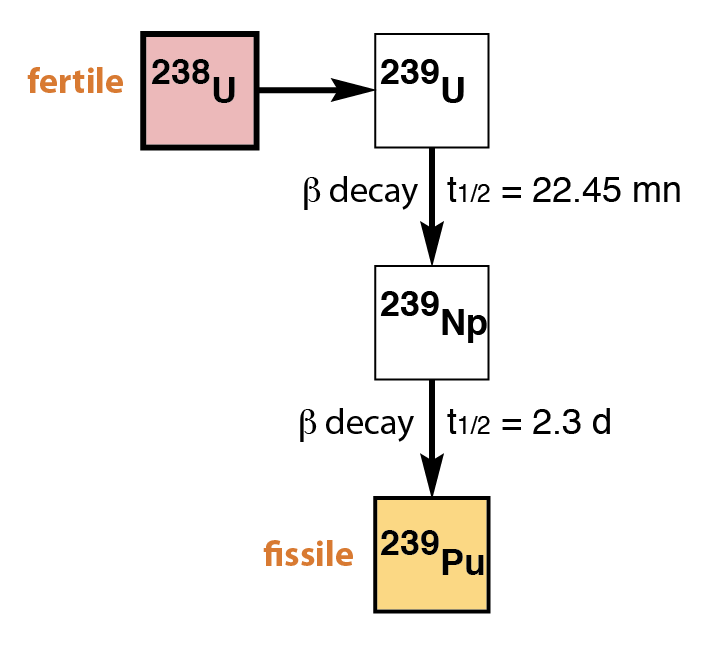 fertile ²³⁸U ²³⁹U
β decay t1/2 = 22.45 mn
²³⁹Np
β decay t1/2 = 2.3 d
fissile ²³⁹Pu